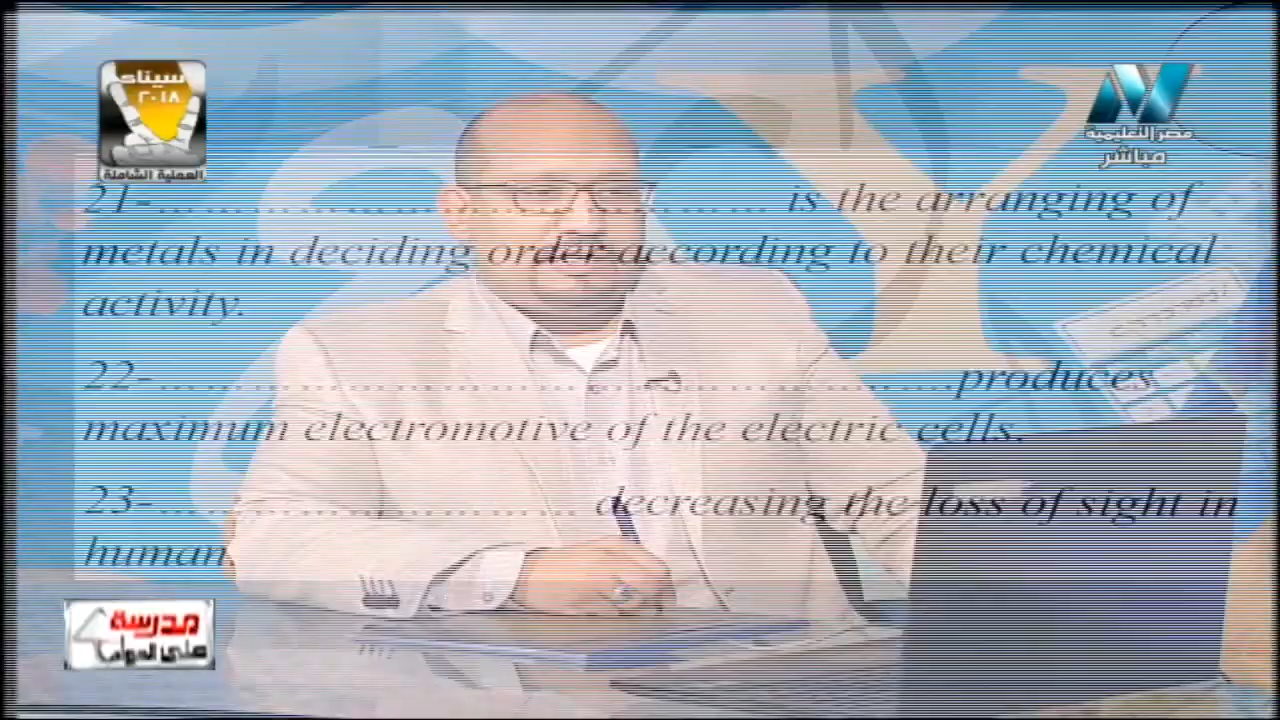 سيناء
٢٠١٨
العملية الشاملة
مصر التعليمية
مباشر
21-........................................ is the arranging of
metals in deciding order according to their chemical
activity.
22-.....................................................produces
maximum electromotive of the electric cells.
23-............................ decreasing the loss of sight in
human
مدرسة
على الهواء